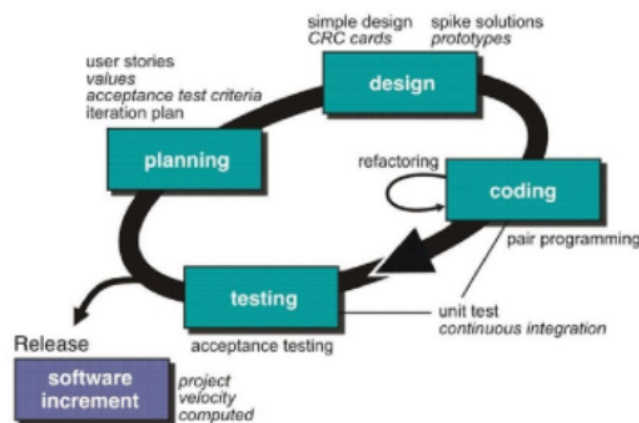 simple design
CRC cards
spike solutions
prototypes
user stories
values
acceptance test criteria
iteration plan
design
planning
refactoring
coding
pair programming
testing
unit test
continuous integration
acceptance testing
Release
software
increment
project
velocity
computed